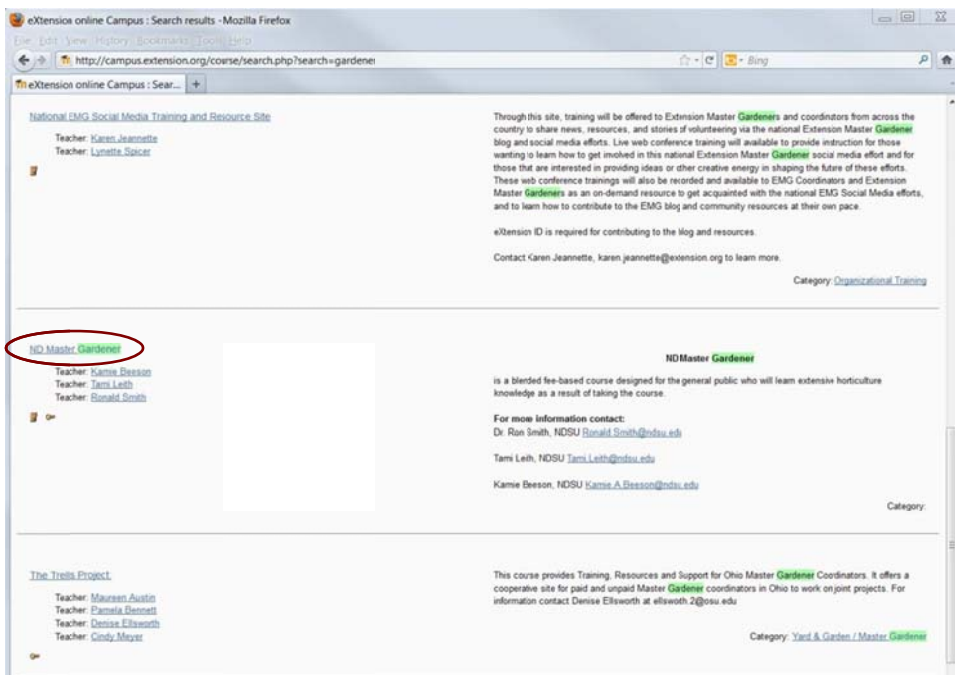 eXtension online Campus : Search results - Mozilla Firefox
File Edit View History Bookmarks Tools Help
http://campus.extension.org/course/search.php?search=gardener
Bing
eXtension online Campus : Sear...
National EMG Social Media Training and Resource Site
Teacher: Karen Jeannette
Teacher: Lynette Spicer
Through this site, training will be offered to Extension Master Gardeners and coordinators from across the
country to share news, resources, and stories of volunteering via the national Extension Master Gardener
blog and social media efforts. Live web conference training will available to provide instruction for those
wanting to learn how to get involved in this national Extension Master Gardener social media effort and for
those that are interested in providing ideas or other creative energy in shaping the future of these efforts.
These web conference trainings will also be recorded and available to EMG Coordinators and Extension
Master Gardeners as an on-demand resource to get acquainted with the national EMG Social Media efforts,
and to learn how to contribute to the EMG blog and community resources at their own pace.
eXtension ID is required for contributing to the blog and resources.
Contact Karen Jeannette, karen.jeannette@extension.org to learn more.
Category: Organizational Training
ND Master Gardener
Teacher: Kamie Beeson
Teacher: Tami Leith
Teacher: Ronald Smith
ND Master Gardener
is a blended fee-based course designed for the general public who will learn extensive horticulture
knowledge as a result of taking the course.
For more information contact:
Dr. Ron Smith, NDSU Ronald.Smith@ndsu.edu
Tami Leith, NDSU Tami.Leith@ndsu.edu
Kamie Beeson, NDSU Kamie.A.Beeson@ndsu.edu
Category:
The Trellis Project
Teacher: Maureen Austin
Teacher: Pamela Bennett
Teacher: Denise Ellsworth
Teacher: Cindy Meyer
This course provides Training, Resources and Support for Ohio Master Gardener Coordinators. It offers a
cooperative site for paid and unpaid Master Gardener coordinators in Ohio to work on joint projects. For
information contact Denise Ellsworth at ellsworth.2@osu.edu
Category: Yard & Garden / Master Gardener